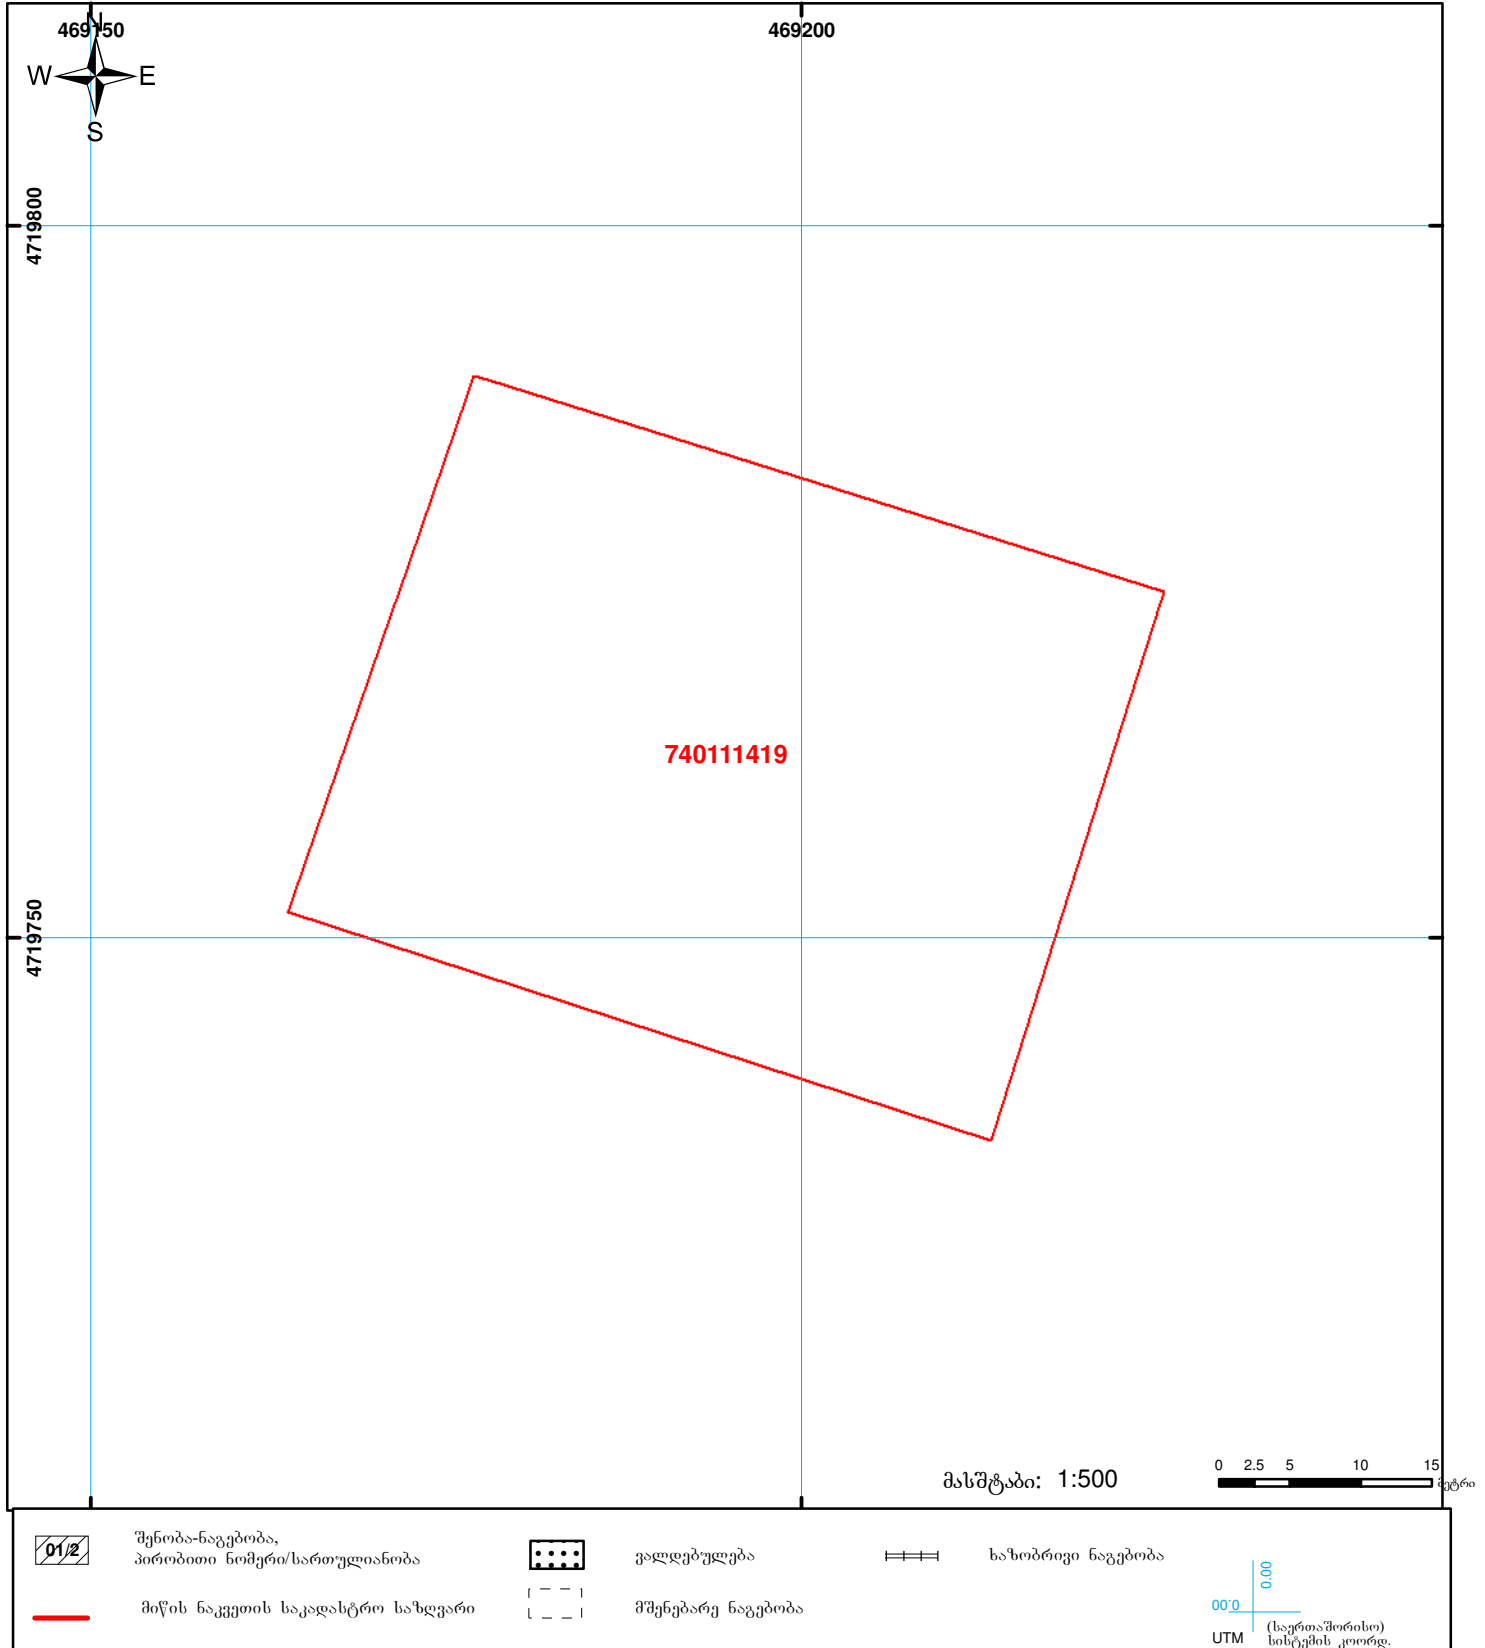 469150
469200
N
W
E
S
4719800
740111419
4719750
მასშტაბი: 1:500
0 2.5 5 10 15
მეტრი
01/2
შენობა-ნაგებობა,
პირობითი ნომერი/სართულიანობა
ვალდებულება
ხაზობრივი ნაგებობა
მიწის ნაკვეთის საკადასტრო საზღვარი
მშენებარე ნაგებობა
00.0
00.0
UTM
(საერთაშორისო)
სისტემის კოორდ.